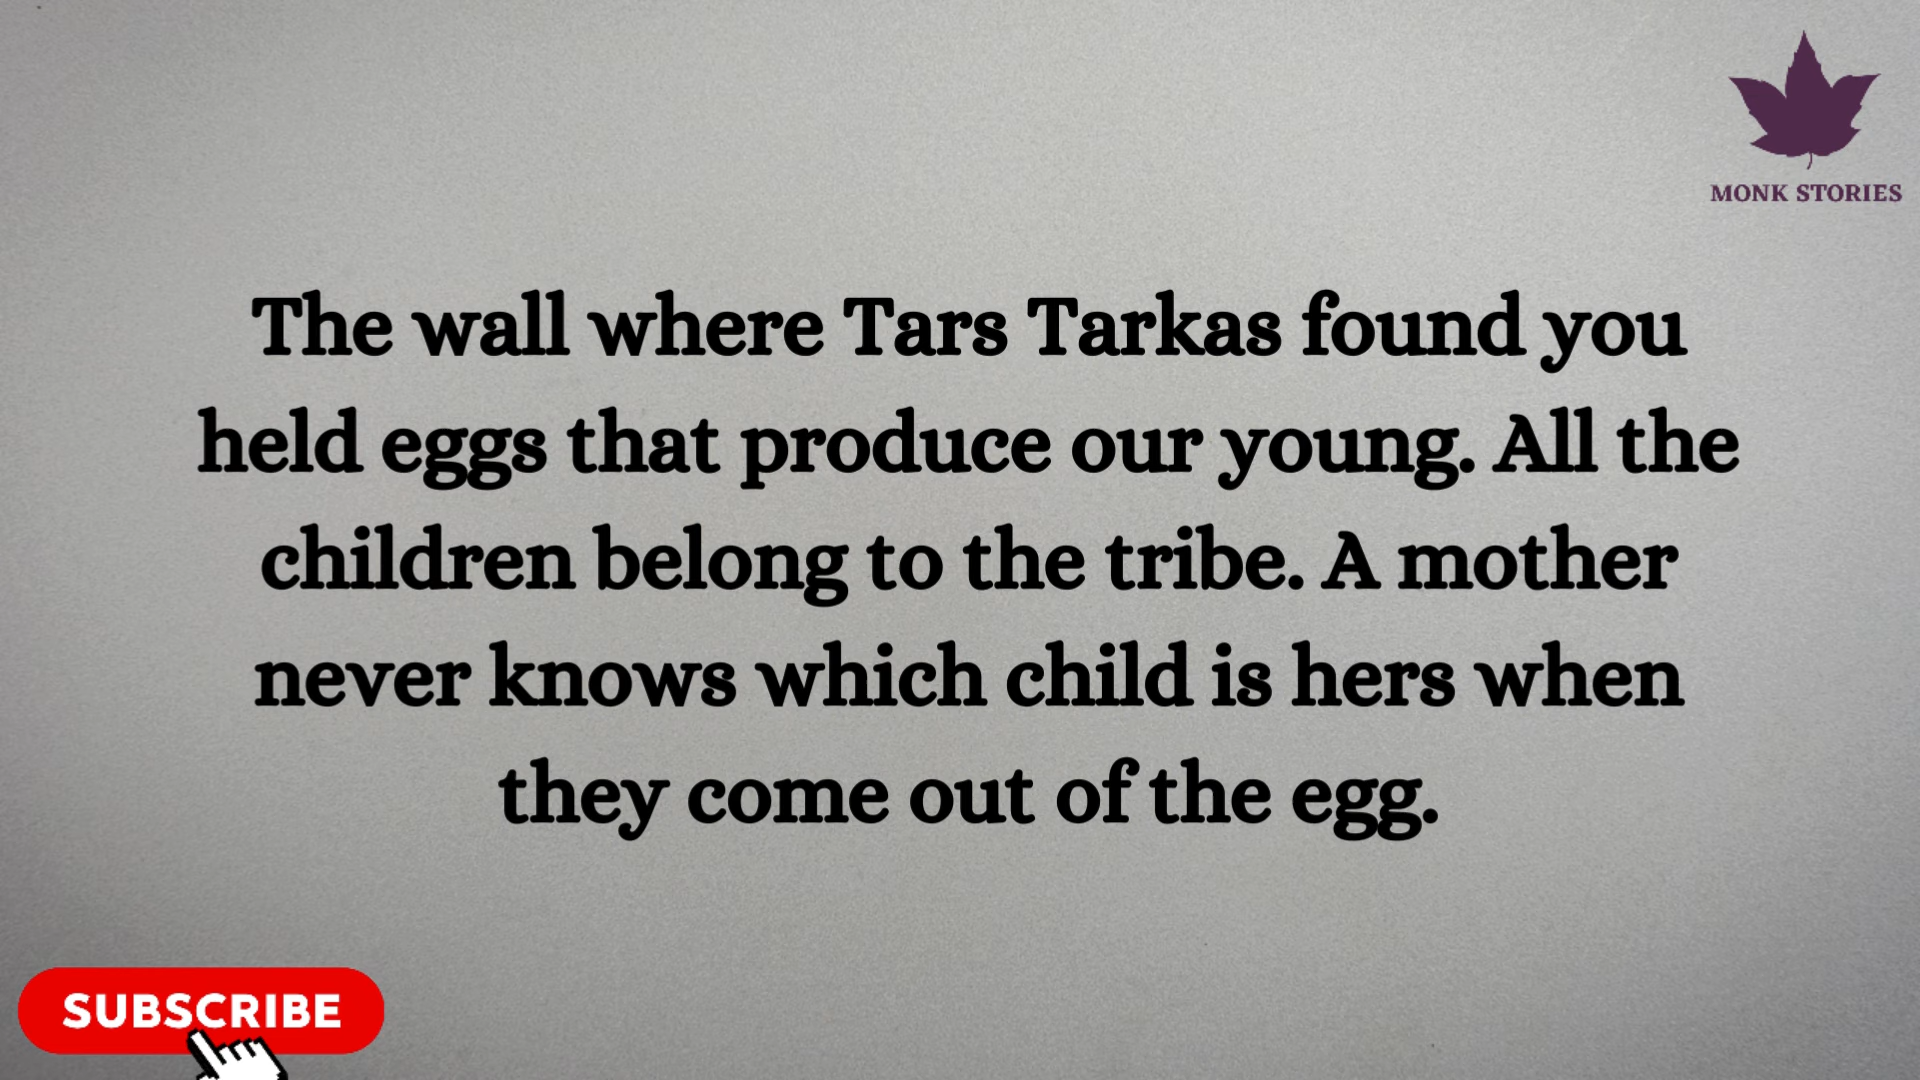 MONK STORIES
The wall where Tars Tarkas found you
held eggs that produce our young. All the
children belong to the tribe. A mother
never knows which child is hers when
they come out of the egg.
SUBSCRIBE